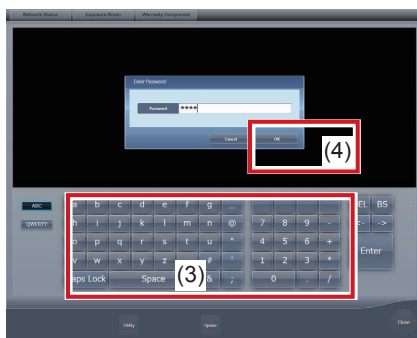 Network Status Exposure Room Warranty Component
Enter Password
Password ****
Cancel OK
(4)
ABC a b c d e f g _ EL BS
QWERTY h i j k l m n @ 7 8 9 - <- ->
o p q r s t u " 4 5 6 +
v w x y z # ' 1 2 3 * Enter
aps Lock Space (3) & ; 0 . /
Utility Update Close